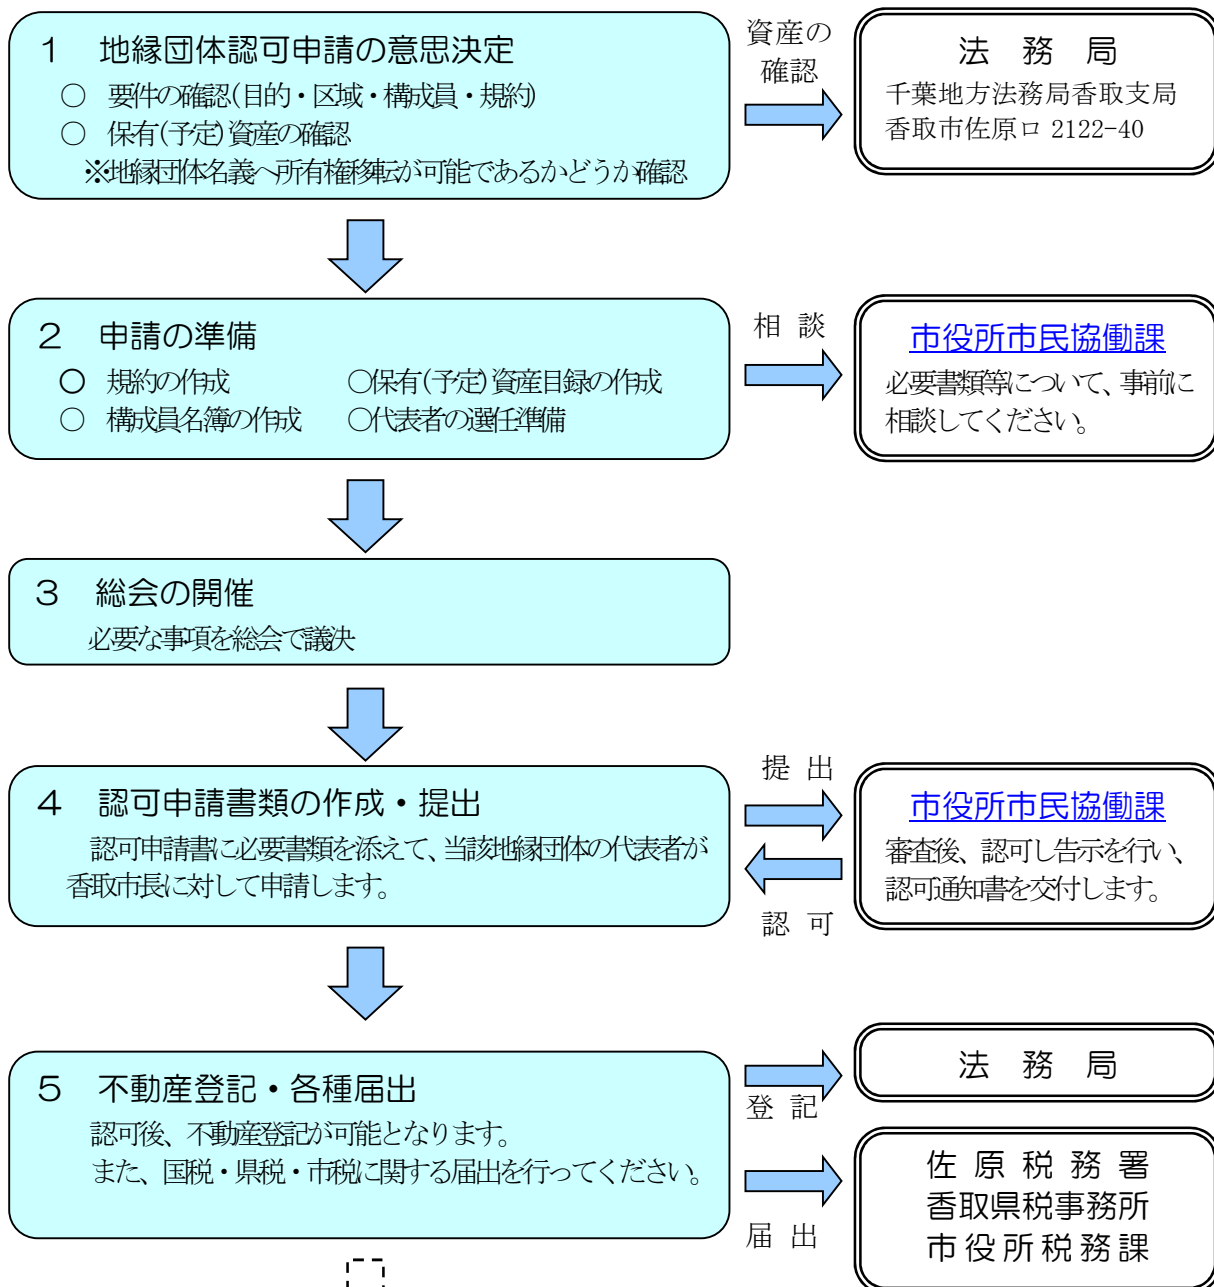 1 地縁団体認可申請の意思決定
○ 要件の確認(目的・区域・構成員・規約)
○ 保有(予定)資産の確認
※地縁団体名義へ所有権移転が可能であるかどうか確認
資産の
確認
法 務 局
千葉地方法務局香取支局
香取市佐原ロ 2122-40
2 申請の準備
○ 規約の作成 ○保有(予定)資産目録の作成
○ 構成員名簿の作成 ○代表者の選任準備
相 談
市役所市民協働課
必要書類等について、事前に
相談してください。
3 総会の開催
必要な事項を総会で議決
4 認可申請書類の作成・提出
認可申請書に必要書類を添えて、当該地縁団体の代表者が
香取市長に対して申請します。
提 出
認 可
市役所市民協働課
審査後、認可し告示を行い、
認可通知書を交付します。
5 不動産登記・各種届出
認可後、不動産登記が可能となります。
また、国税・県税・市税に関する届出を行ってください。
登 記
法 務 局
届 出
佐 原 税 務 署
香取県税事務所
市役所税務課